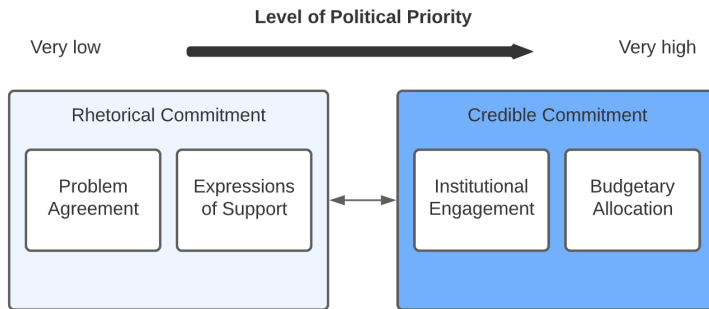 Level of Political Priority
Very low
Very high
Rhetorical Commitment
Problem
Agreement
Expressions
of Support
Credible Commitment
Institutional
Engagement
Budgetary
Allocation